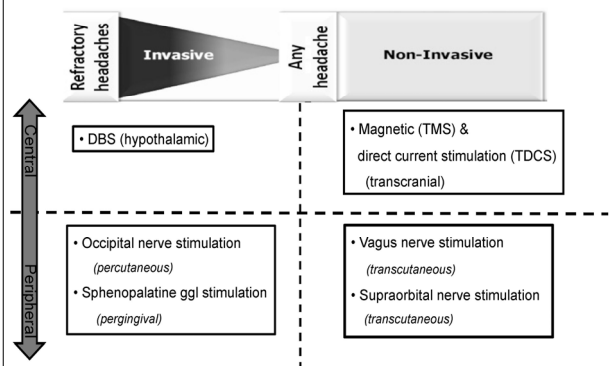 Refractory
headaches
Invasive
Any
headache
Non-Invasive
Central
Peripheral
• DBS (hypothalamic)
• Magnetic (TMS) &
direct current stimulation (TDCS)
(transcranial)
• Occipital nerve stimulation
(percutaneous)
• Sphenopalatine ggl stimulation
(pergingival)
• Vagus nerve stimulation
(transcutaneous)
• Supraorbital nerve stimulation
(transcutaneous)